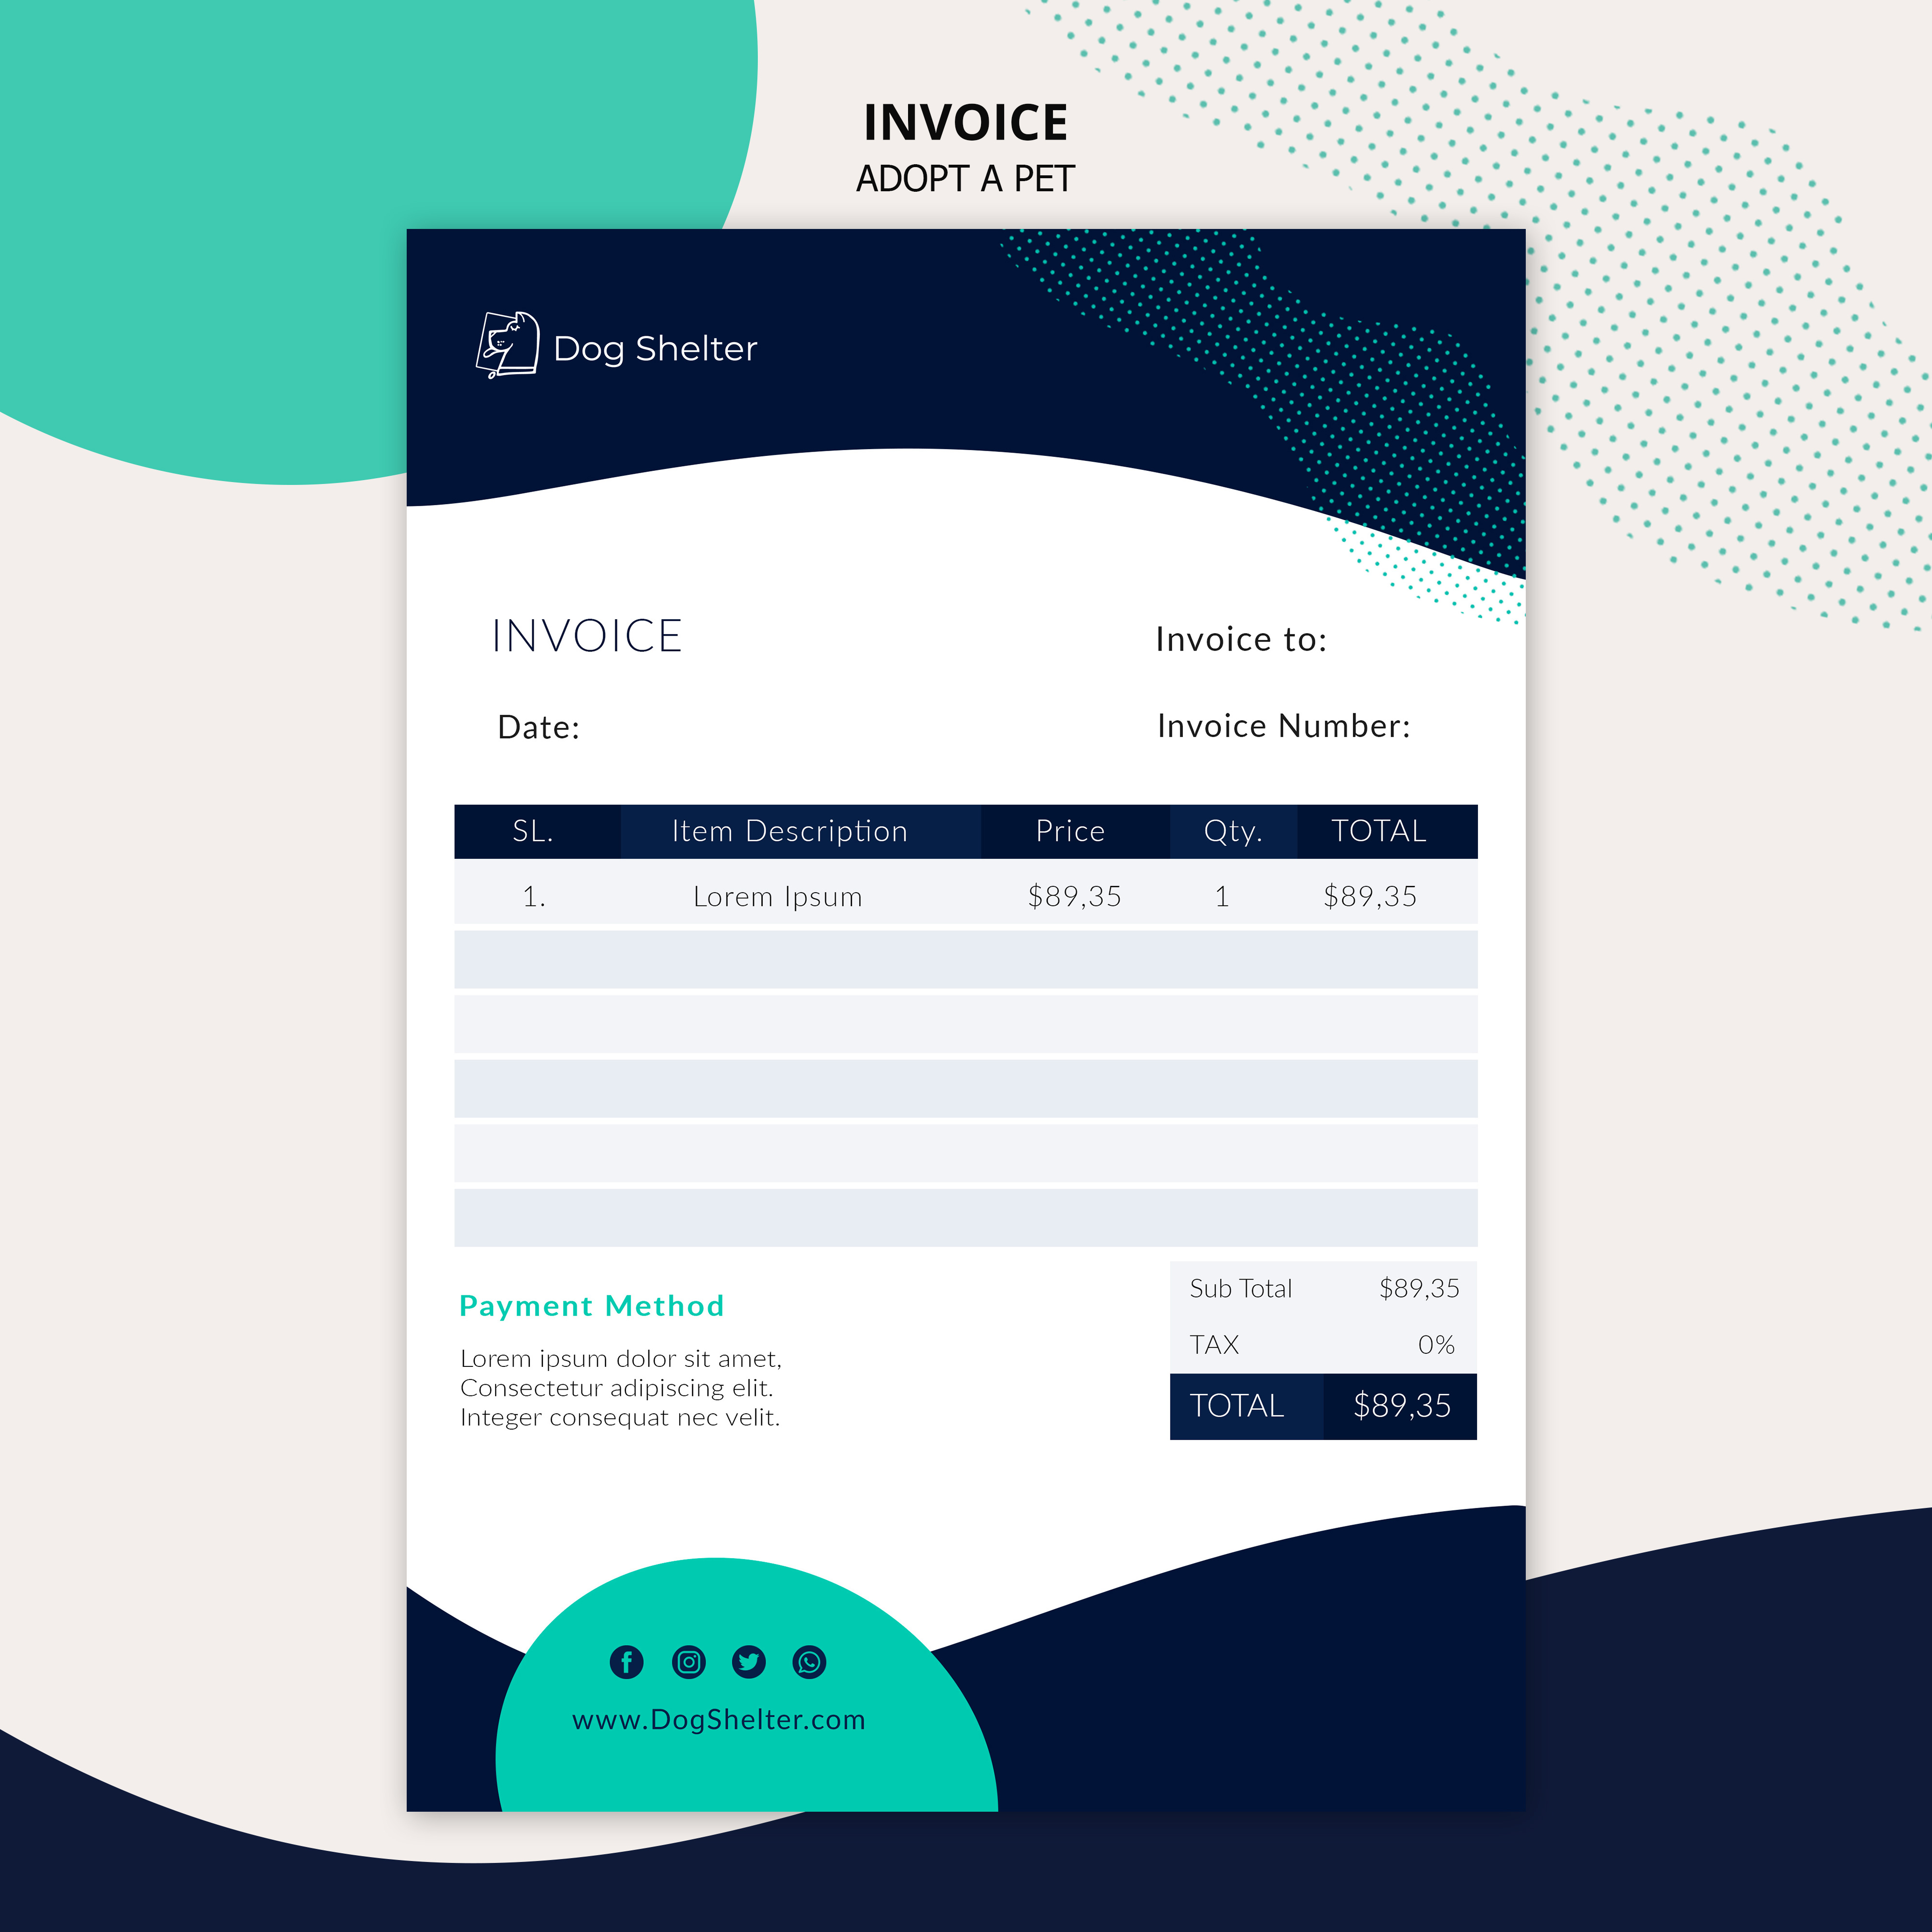 INVOICE
ADOPT A PET
Dog Shelter
INVOICE
Invoice to:
Date:
Invoice Number:
SL. Item Description Price Qty. TOTAL
1. Lorem Ipsum $89,35 1 $89,35
Sub Total $89,35
Payment Method
TAX 0%
Lorem ipsum dolor sit amet,
Consectetur adipiscing elit.
Integer consequat nec velit.
TOTAL $89,35
www.DogShelter.com